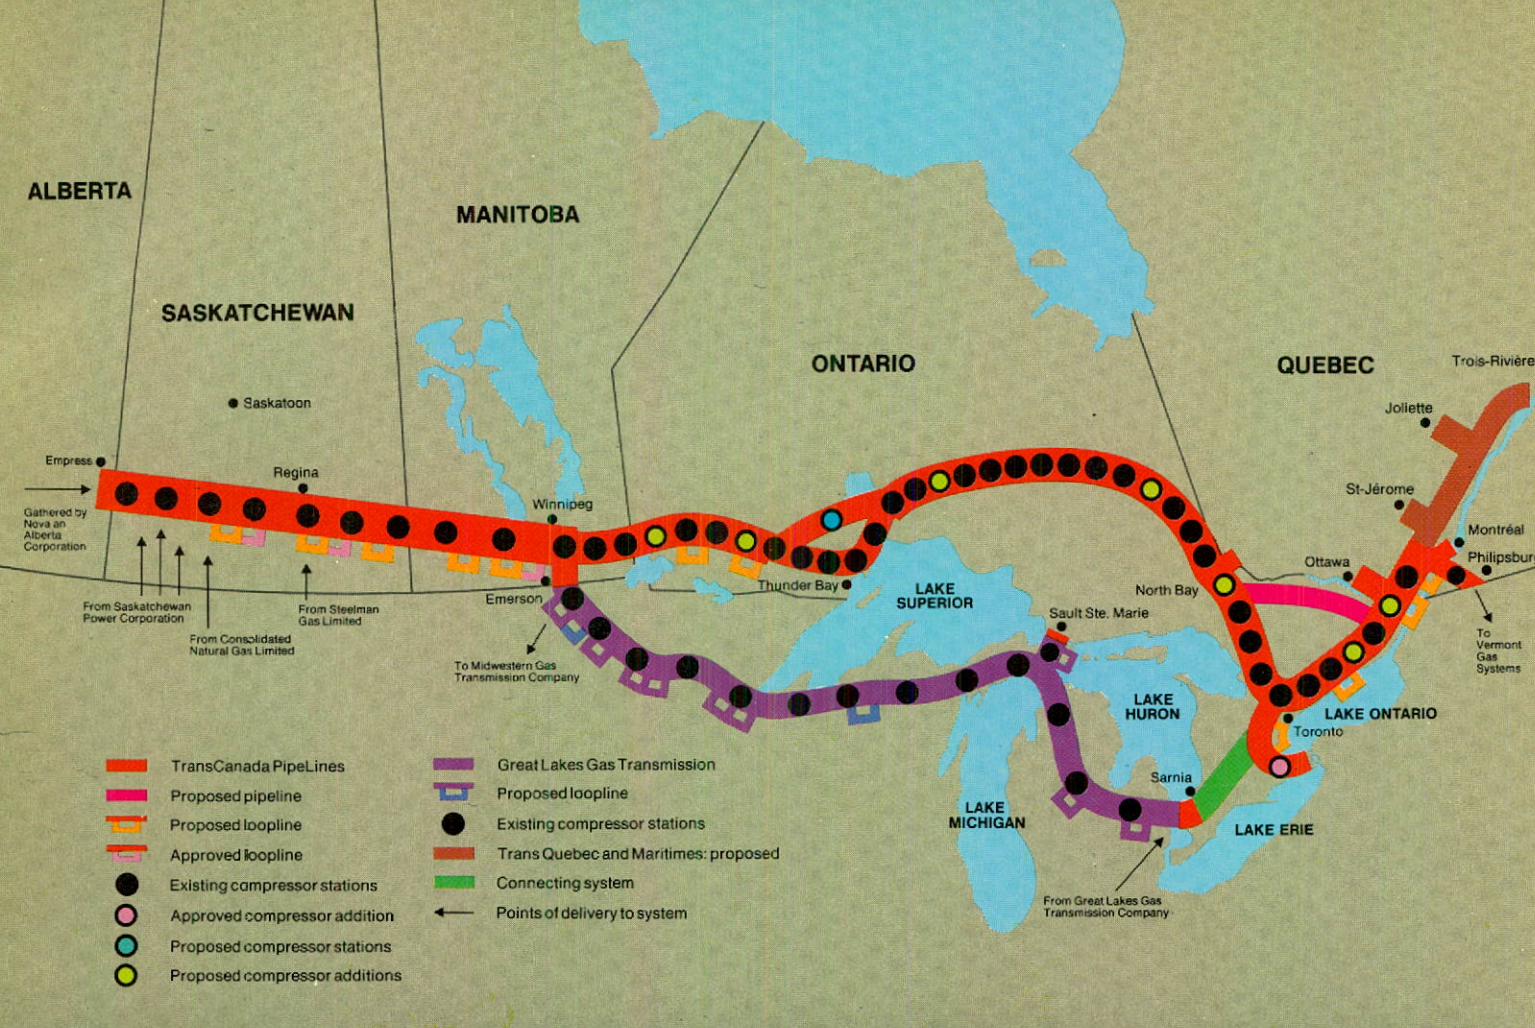 ALBERTA
MANITOBA
SASKATCHEWAN
ONTARIO
QUEBEC
Trois-Rivière
Joliette
Saskatoon
Empress
Regina
Winnipeg
St-Jérome
Montréal
Philipsbur
Ottawa
Gathered by
Nova an
Alberta
Corporation
Thunder Bay
North Bay
Emerson
LAKE
SUPERIOR
Sault Ste. Marie
From Saskatchewan
Power Corporation
From Steelman
Gas Limited
From Consolidated
Natural Gas Limited
To Midwestern Gas
Transmission Company
To
Vermont
Gas
Systems
LAKE
HURON
LAKE ONTARIO
Toronto
Sarnia
LAKE
MICHIGAN
LAKE ERIE
From Great Lakes Gas
Transmission Company
TransCanada PipeLines
Proposed pipeline
Proposed loopline
Approved loopline
Existing compressor stations
Approved compressor addition
Proposed compressor stations
Proposed compressor additions
Great Lakes Gas Transmission
Proposed loopline
Existing compressor stations
Trans Quebec and Maritimes: proposed
Connecting system
Points of delivery to system